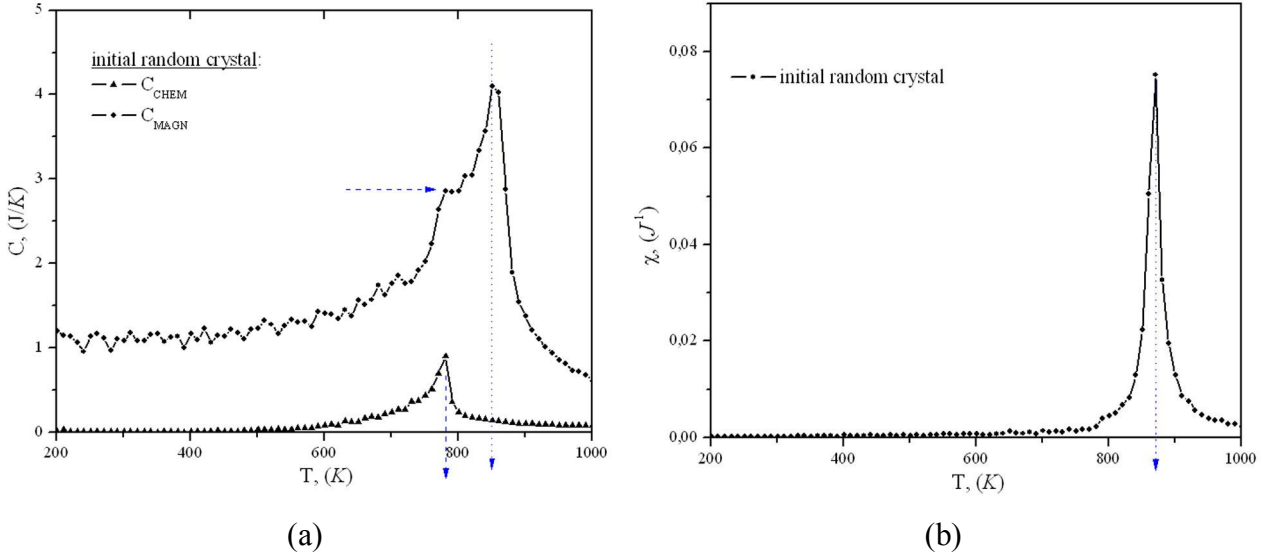 5
4
3
2
1
0
C, (J/K)
initial random crystal:
C_CHEM
C_MAGN
200
400
600
800
1000
T, (K)
(a)
0,08
0,06
0,04
0,02
0,00
χ, (J⁻¹)
initial random crystal
200
400
600
800
1000
T, (K)
(b)